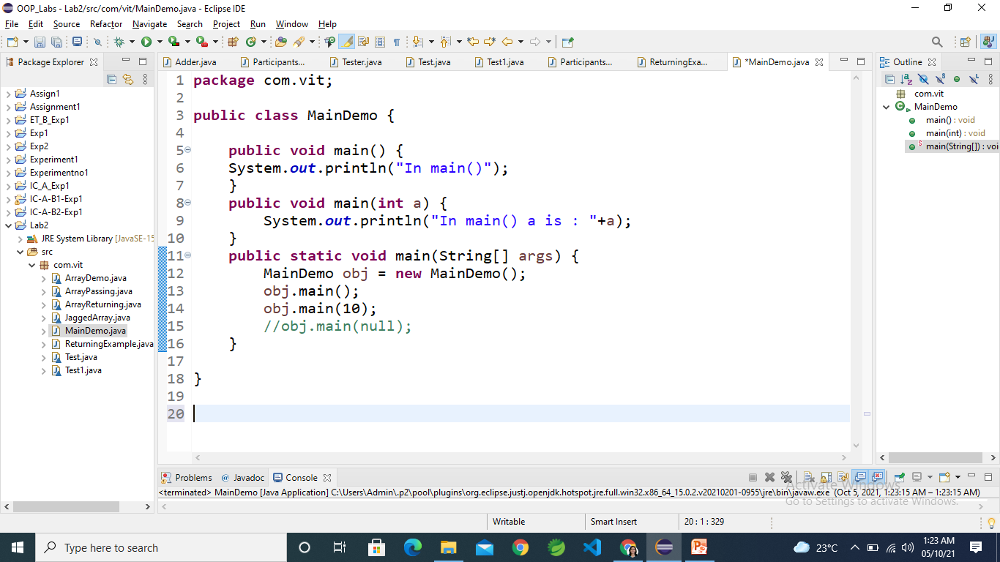 OOP_Labs - Lab2/src/com/vit/MainDemo.java - Eclipse IDE
File Edit Source Refactor Navigate Search Project Run Window Help
Package Explorer
Adder.java Participants... Tester.java Test.java Test1.java Participants... ReturningExa... *MainDemo.java
Outline
Assign1
Assignment1
ET_B_Exp1
Exp1
Exp2
Experiment1
Experimentno1
IC_A_Exp1
IC-A-B1-Exp1
IC-A-B2-Exp1
Lab2
JRE System Library [JavaSE-15
src
com.vit
ArrayDemo.java
ArrayPassing.java
ArrayReturning.java
JaggedArray.java
MainDemo.java
ReturningExample.java
Test.java
Test1.java
1 package com.vit;
2
3 public class MainDemo {
4
5 public void main() {
6 System.out.println("In main()");
7 }
8 public void main(int a) {
9 System.out.println("In main() a is : "+a);
10 }
11 public static void main(String[] args) {
12 MainDemo obj = new MainDemo();
13 obj.main();
14 obj.main(10);
15 //obj.main(null);
16 }
17
18 }
19
20
com.vit
MainDemo
main() : void
main(int) : void
main(String[]) : voi
Problems @ Javadoc Console
<terminated> MainDemo [Java Application] C:\Users\Admin\.p2\pool\plugins\org.eclipse.justj.openjdk.hotspot.jre.full.win32.x86_64_15.0.2.v20210201-0955\jre\bin\javaw.exe (Oct 5, 2021, 1:23:15 AM – 1:23:15 AM)
Activate Windows
Go to Settings to activate Windows.
Writable Smart Insert 20 : 1 : 329
Type here to search
23°C
1:23 AM
05/10/21